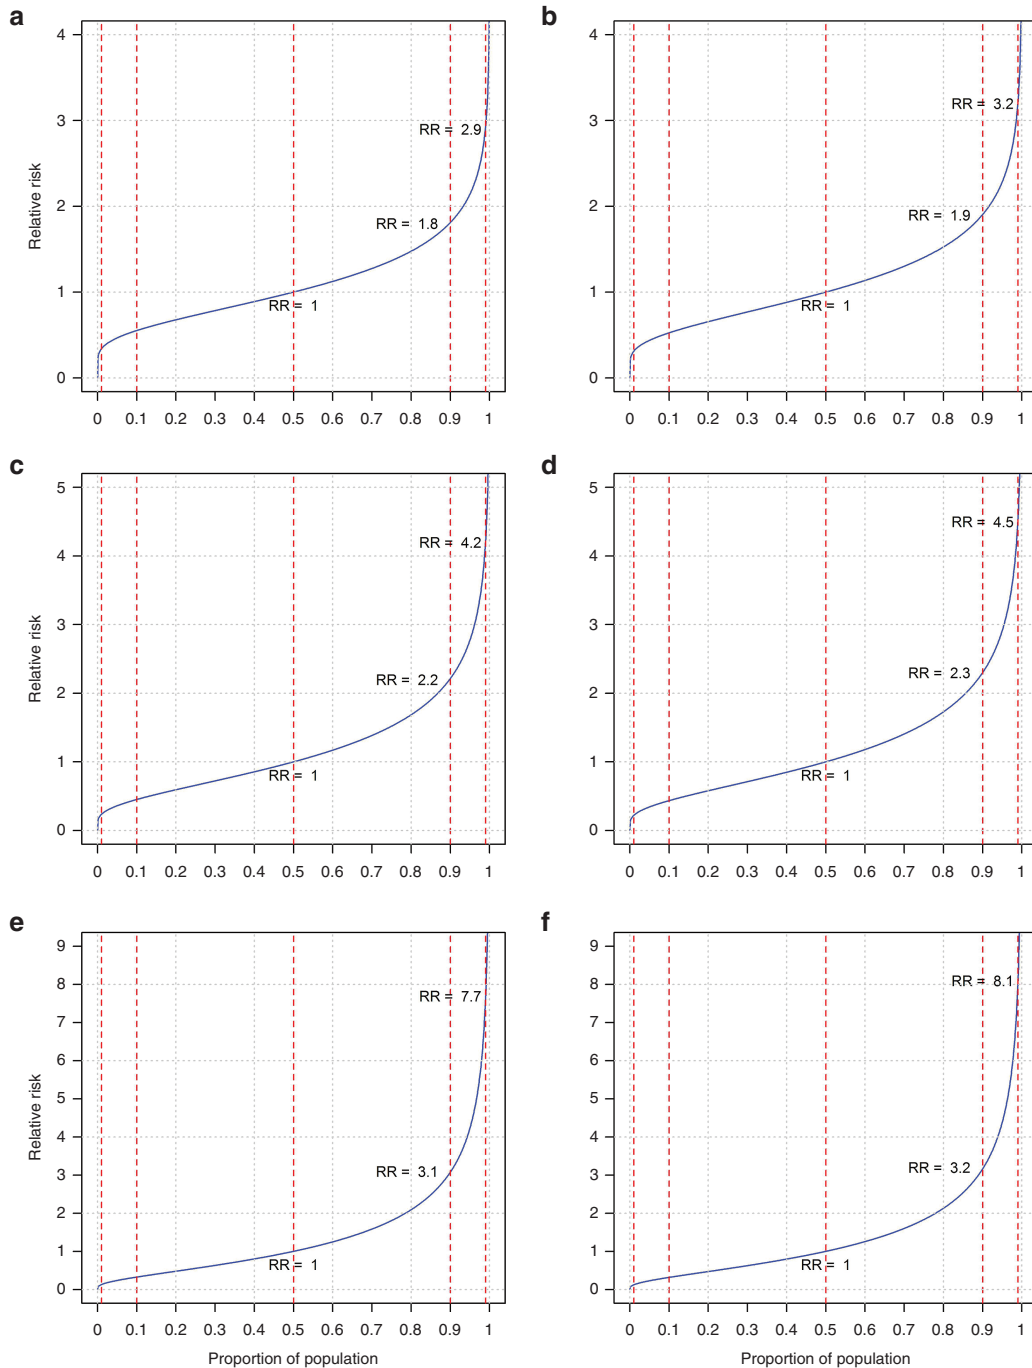 a
4
3
2
1
0
Relative risk
RR = 2.9
RR = 1.8
RR = 1
0 0.1 0.2 0.3 0.4 0.5 0.6 0.7 0.8 0.9 1
b
4
3
2
1
0
RR = 3.2
RR = 1.9
RR = 1
0 0.1 0.2 0.3 0.4 0.5 0.6 0.7 0.8 0.9 1
c
5
4
3
2
1
0
Relative risk
RR = 4.2
RR = 2.2
RR = 1
0 0.1 0.2 0.3 0.4 0.5 0.6 0.7 0.8 0.9 1
d
5
4
3
2
1
0
RR = 4.5
RR = 2.3
RR = 1
0 0.1 0.2 0.3 0.4 0.5 0.6 0.7 0.8 0.9 1
e
9
8
7
6
5
4
3
2
1
0
Relative risk
RR = 7.7
RR = 3.1
RR = 1
0 0.1 0.2 0.3 0.4 0.5 0.6 0.7 0.8 0.9 1
Proportion of population
f
9
8
7
6
5
4
3
2
1
0
RR = 8.1
RR = 3.2
RR = 1
0 0.1 0.2 0.3 0.4 0.5 0.6 0.7 0.8 0.9 1
Proportion of population